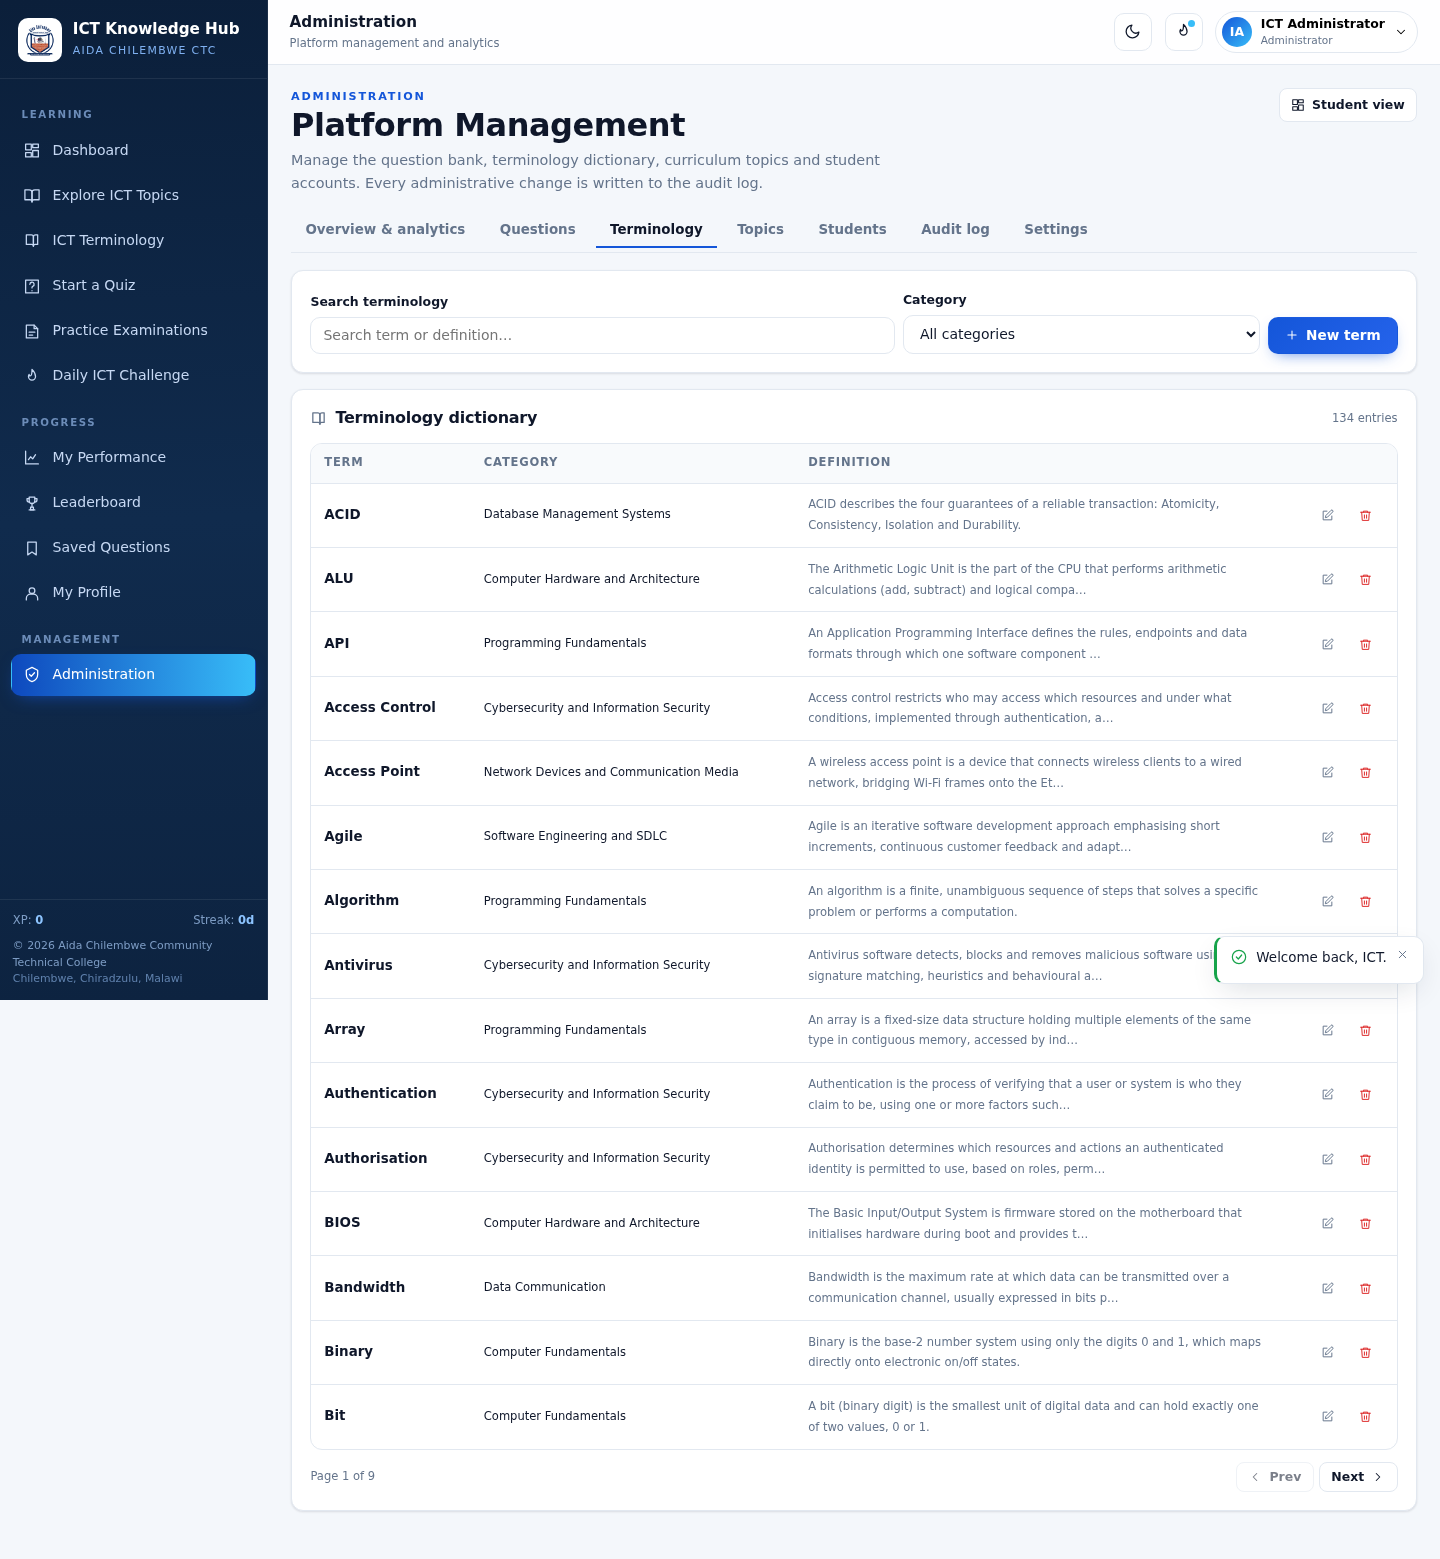 ICT Knowledge Hub
AIDA CHILEMBWE CTC
LEARNING
Dashboard
Explore ICT Topics
ICT Terminology
Start a Quiz
Practice Examinations
Daily ICT Challenge
PROGRESS
My Performance
Leaderboard
Saved Questions
My Profile
MANAGEMENT
Administration
XP: 0 Streak: 0d
© 2026 Aida Chilembwe Community
Technical College
Chilembwe, Chiradzulu, Malawi
Administration
Platform management and analytics
IA
ICT Administrator
Administrator
ADMINISTRATION
Platform Management
Manage the question bank, terminology dictionary, curriculum topics and student
accounts. Every administrative change is written to the audit log.
Student view
Overview & analytics Questions Terminology Topics Students Audit log Settings
Search terminology
Search term or definition...
Category
All categories
New term
Terminology dictionary
134 entries
TERM CATEGORY DEFINITION
ACID Database Management Systems ACID describes the four guarantees of a reliable transaction: Atomicity,
Consistency, Isolation and Durability.
ALU Computer Hardware and Architecture The Arithmetic Logic Unit is the part of the CPU that performs arithmetic
calculations (add, subtract) and logical compa...
API Programming Fundamentals An Application Programming Interface defines the rules, endpoints and data
formats through which one software component ...
Access Control Cybersecurity and Information Security Access control restricts who may access which resources and under what
conditions, implemented through authentication, a...
Access Point Network Devices and Communication Media A wireless access point is a device that connects wireless clients to a wired
network, bridging Wi-Fi frames onto the Et...
Agile Software Engineering and SDLC Agile is an iterative software development approach emphasising short
increments, continuous customer feedback and adapt...
Algorithm Programming Fundamentals An algorithm is a finite, unambiguous sequence of steps that solves a specific
problem or performs a computation.
Antivirus Cybersecurity and Information Security Antivirus software detects, blocks and removes malicious software usi
signature matching, heuristics and behavioural a...
Welcome back, ICT.
Array Programming Fundamentals An array is a fixed-size data structure holding multiple elements of the same
type in contiguous memory, accessed by ind...
Authentication Cybersecurity and Information Security Authentication is the process of verifying that a user or system is who they
claim to be, using one or more factors such...
Authorisation Cybersecurity and Information Security Authorisation determines which resources and actions an authenticated
identity is permitted to use, based on roles, perm...
BIOS Computer Hardware and Architecture The Basic Input/Output System is firmware stored on the motherboard that
initialises hardware during boot and provides t...
Bandwidth Data Communication Bandwidth is the maximum rate at which data can be transmitted over a
communication channel, usually expressed in bits p...
Binary Computer Fundamentals Binary is the base-2 number system using only the digits 0 and 1, which maps
directly onto electronic on/off states.
Bit Computer Fundamentals A bit (binary digit) is the smallest unit of digital data and can hold exactly one
of two values, 0 or 1.
Page 1 of 9
Prev Next